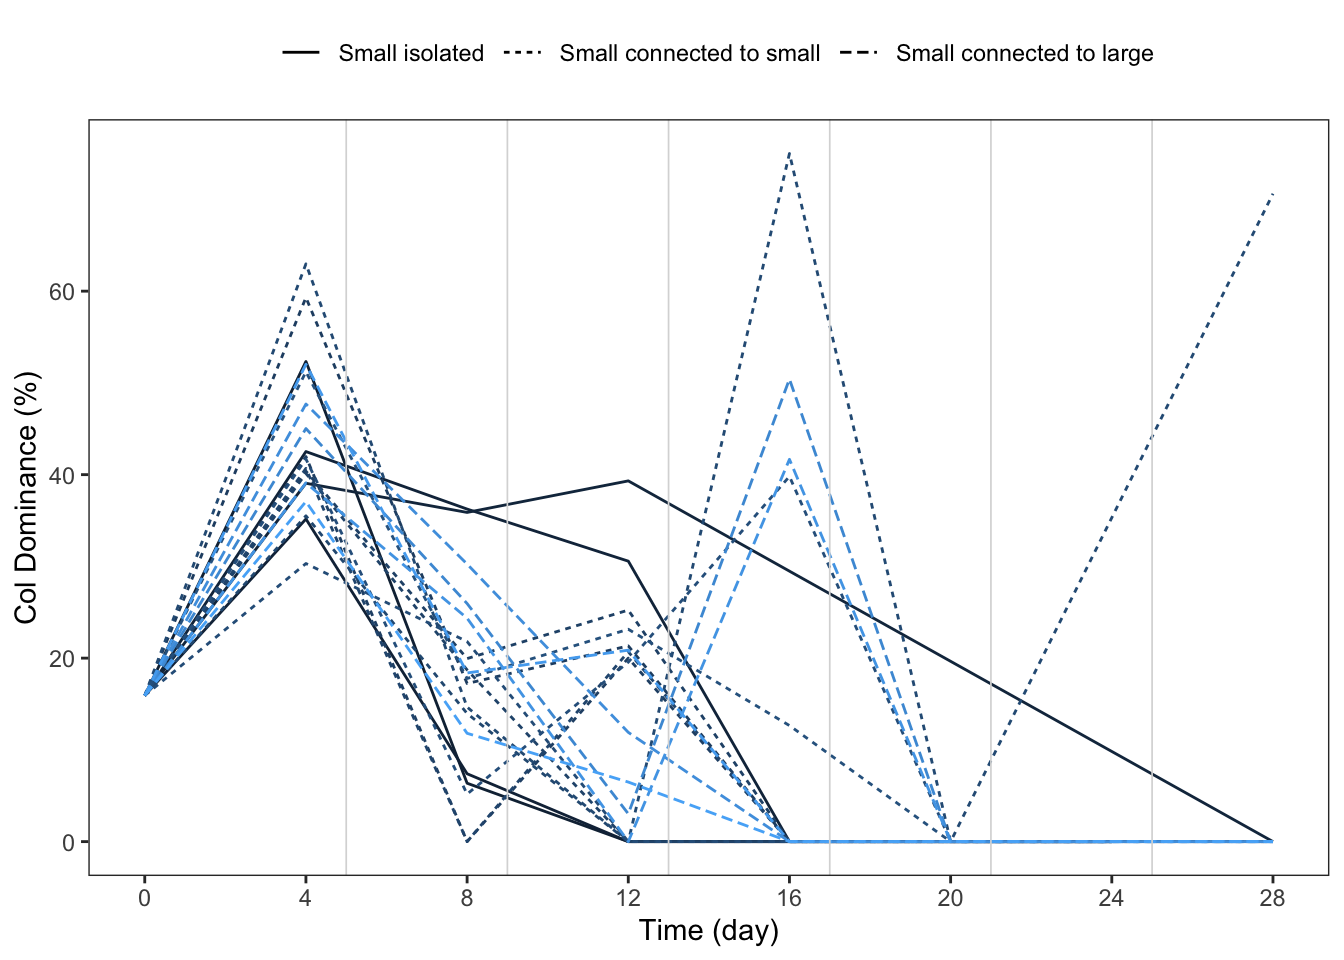 Small isolated Small connected to small Small connected to large
Col Dominance (%)
60
40
20
0
0 4 8 12 16 20 24 28
Time (day)